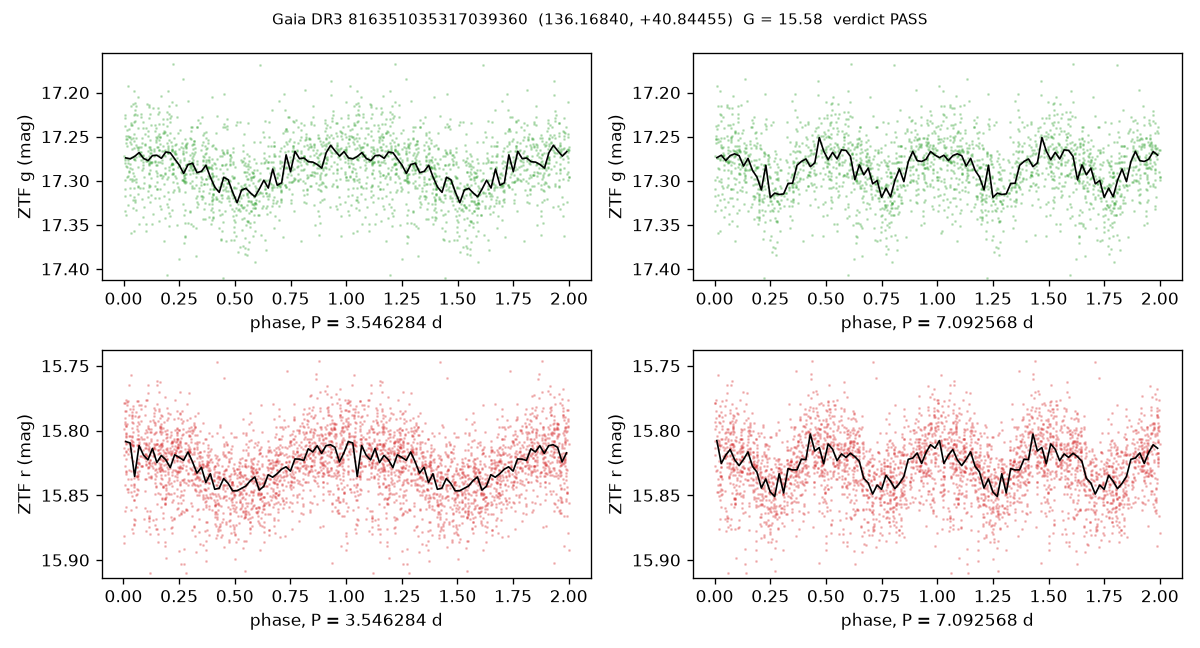 Gaia DR3 816351035317039360 (136.16840, +40.84455) G = 15.58 verdict PASS
ZTF g (mag)
17.20
17.25
17.30
17.35
17.40
0.00 0.25 0.50 0.75 1.00 1.25 1.50 1.75 2.00
phase, P = 3.546284 d
ZTF g (mag)
17.20
17.25
17.30
17.35
17.40
0.00 0.25 0.50 0.75 1.00 1.25 1.50 1.75 2.00
phase, P = 7.092568 d
ZTF r (mag)
15.75
15.80
15.85
15.90
0.00 0.25 0.50 0.75 1.00 1.25 1.50 1.75 2.00
phase, P = 3.546284 d
ZTF r (mag)
15.75
15.80
15.85
15.90
0.00 0.25 0.50 0.75 1.00 1.25 1.50 1.75 2.00
phase, P = 7.092568 d